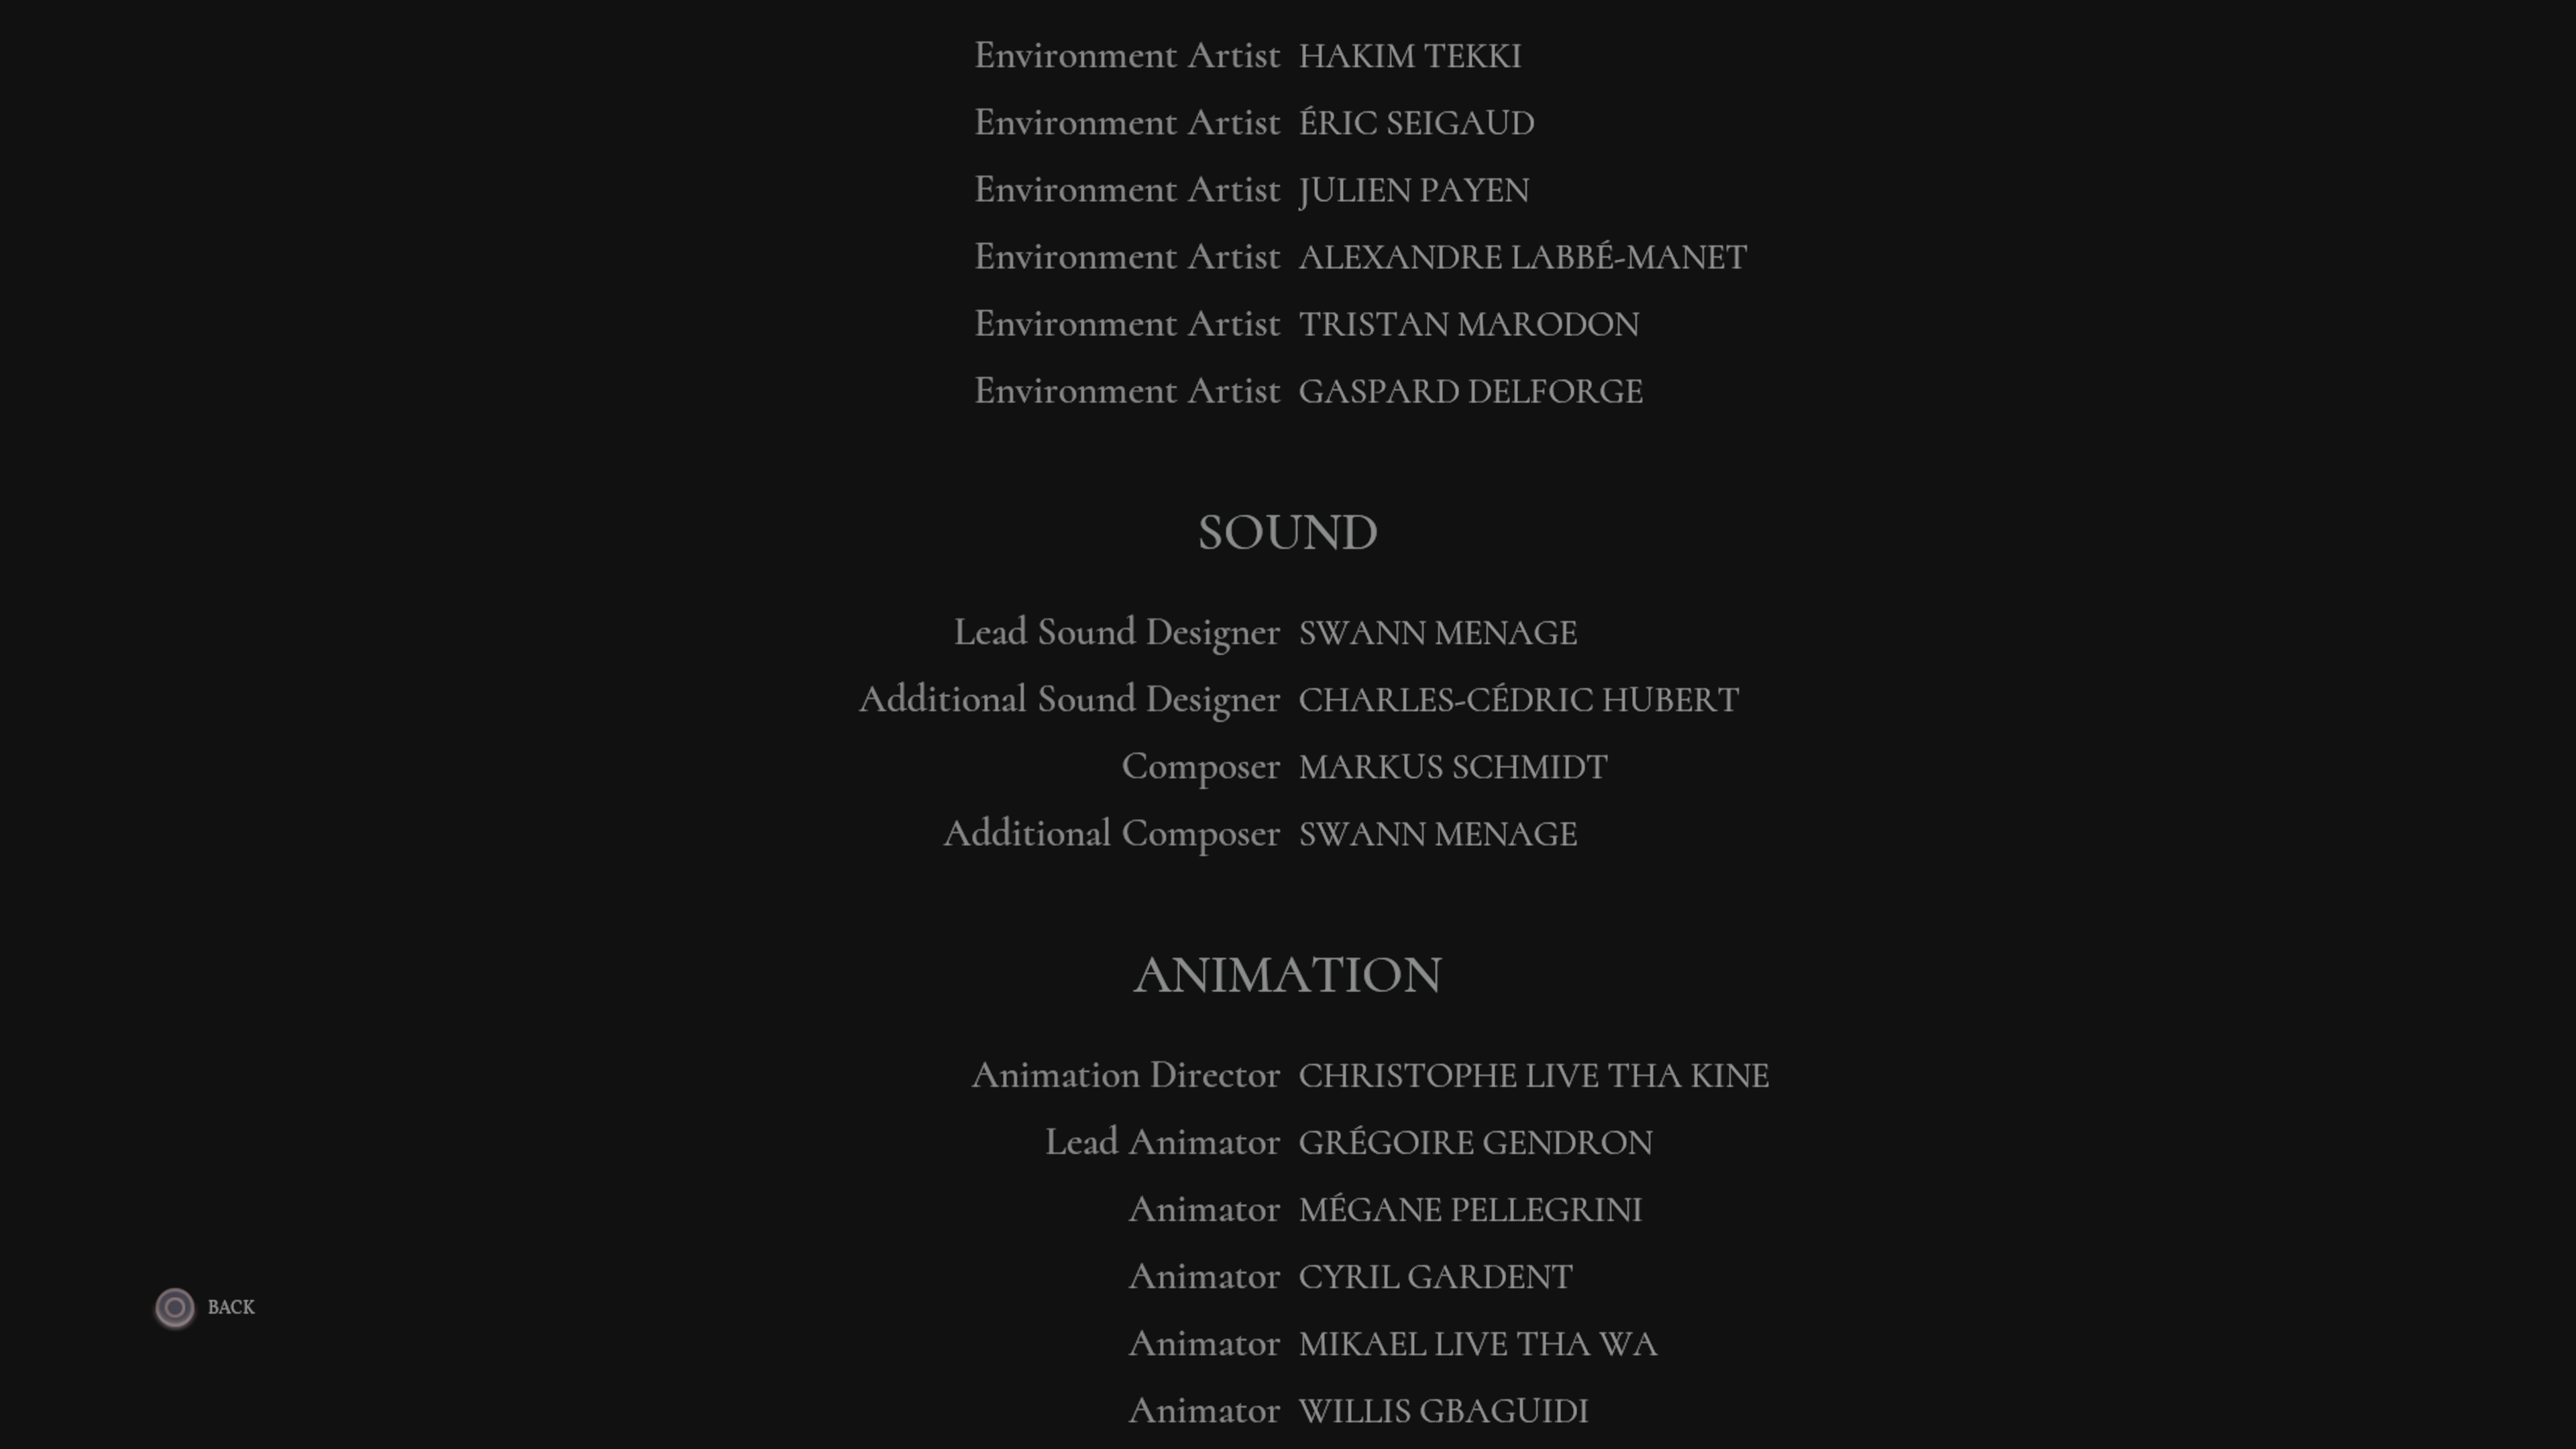 Environment Artist HAKIM TEKKI
Environment Artist ÉRIC SEIGAUD
Environment Artist JULIEN PAYEN
Environment Artist ALEXANDRE LABBÉ-MANET
Environment Artist TRISTAN MARODON
Environment Artist GASPARD DELFORGE
SOUND
Lead Sound Designer SWANN MENAGE
Additional Sound Designer CHARLES-CÉDRIC HUBERT
Composer MARKUS SCHMIDT
Additional Composer SWANN MENAGE
ANIMATION
Animation Director CHRISTOPHE LIVE THA KINE
Lead Animator GRÉGOIRE GENDRON
Animator MÉGANE PELLEGRINI
Animator CYRIL GARDENT
BACK
Animator MIKAEL LIVE THA WA
Animator WILLIS GBAGUIDI